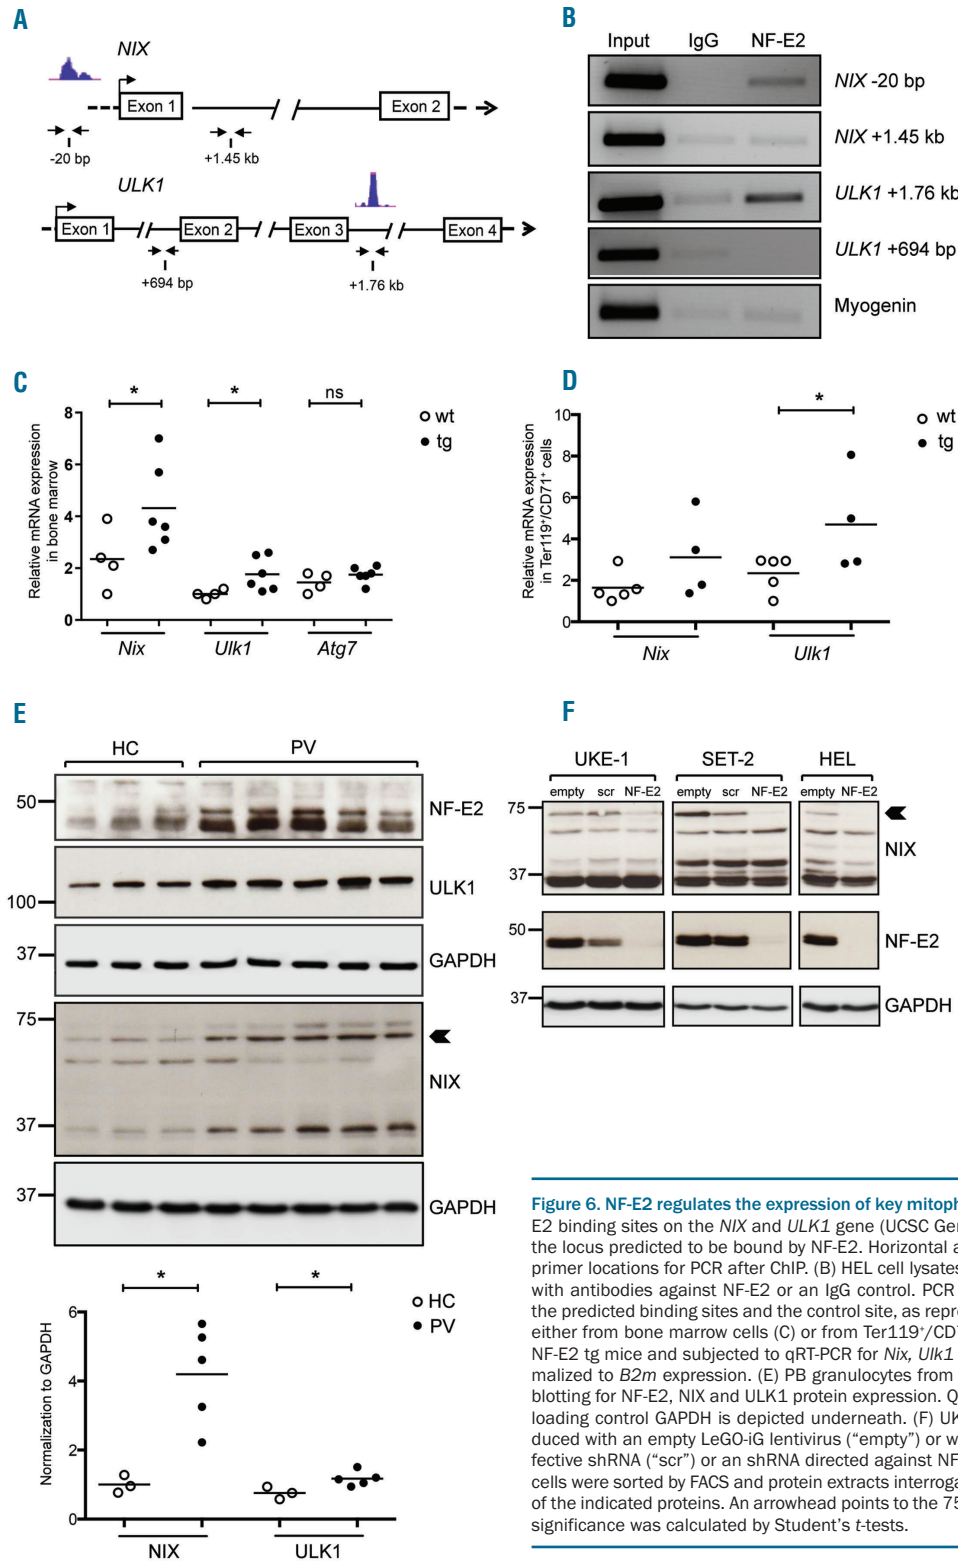 A
NIX
Exon 1
Exon 2
-20 bp
+1.45 kb
ULK1
Exon 1
Exon 2
Exon 3
Exon 4
+694 bp
+1.76 kb
B
Input IgG NF-E2
NIX -20 bp
NIX +1.45 kb
ULK1 +1.76 kb
ULK1 +694 bp
Myogenin
C
* * ns
wt
tg
Relative mRNA expression
in bone marrow
8
6
4
2
0
Nix Ulk1 Atg7
D
*
wt
tg
Relative mRNA expression
in Ter119+/CD71+ cells
10
8
6
4
2
0
Nix Ulk1
E
HC PV
50
NF-E2
ULK1
100
37
GAPDH
75
NIX
37
37
GAPDH
* *
HC
PV
Normalization to GAPDH
6
4
2
0
NIX ULK1
F
UKE-1 SET-2 HEL
empty scr NF-E2 empty scr NF-E2 empty NF-E2
75
NIX
37
50
NF-E2
37
GAPDH
Figure 6. NF-E2 regulates the expression of key mitoph
E2 binding sites on the NIX and ULK1 gene (UCSC Ger
the locus predicted to be bound by NF-E2. Horizontal a
primer locations for PCR after ChIP. (B) HEL cell lysates
with antibodies against NF-E2 or an IgG control. PCR
the predicted binding sites and the control site, as repre
either from bone marrow cells (C) or from Ter119+/CD7
NF-E2 tg mice and subjected to qRT-PCR for Nix, Ulk1
malized to B2m expression. (E) PB granulocytes from
blotting for NF-E2, NIX and ULK1 protein expression. Q
loading control GAPDH is depicted underneath. (F) UK
duced with an empty LeGO-iG lentivirus (“empty”) or w
fective shRNA (“scr”) or an shRNA directed against NF
cells were sorted by FACS and protein extracts interroga
of the indicated proteins. An arrowhead points to the 75
significance was calculated by Student’s t-tests.